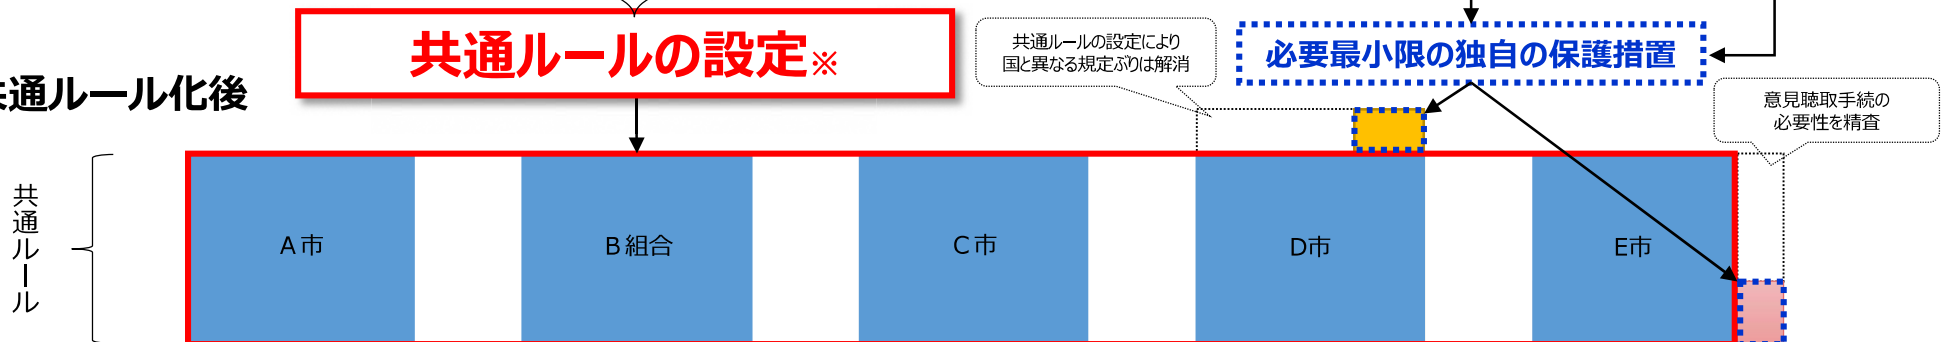 共通ルールの設定※
共通ルールの設定により
国と異なる規定ぶりは解消
必要最小限の独自の保護措置
共通ルール化後
意見聴取手続の
必要性を精査
共通ルール
A市
B組合
C市
D市
E市